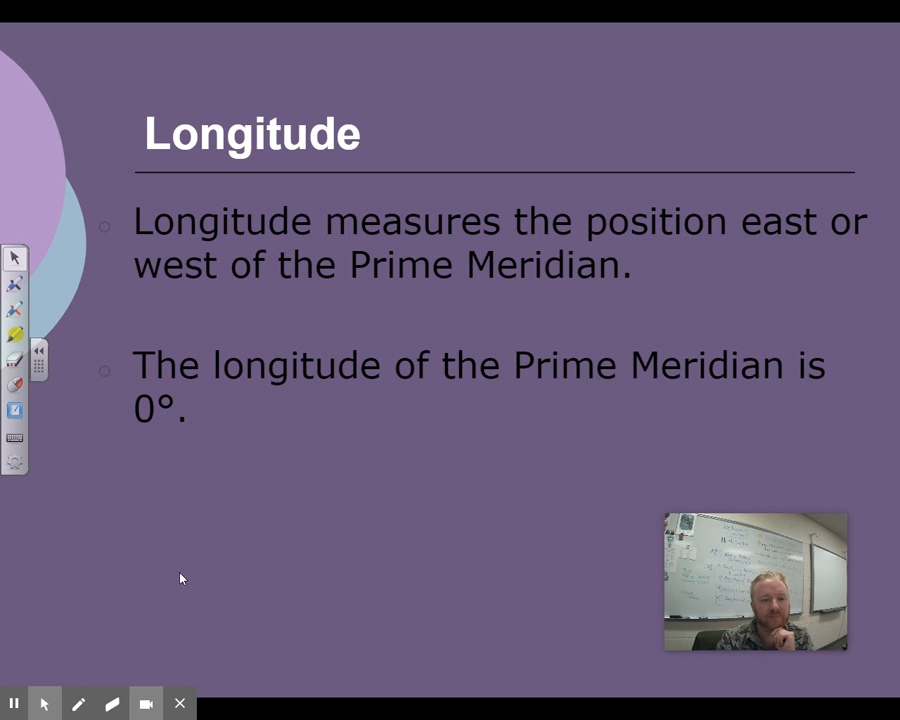 Longitude
Longitude measures the position east or
west of the Prime Meridian.
The longitude of the Prime Meridian is
0°.